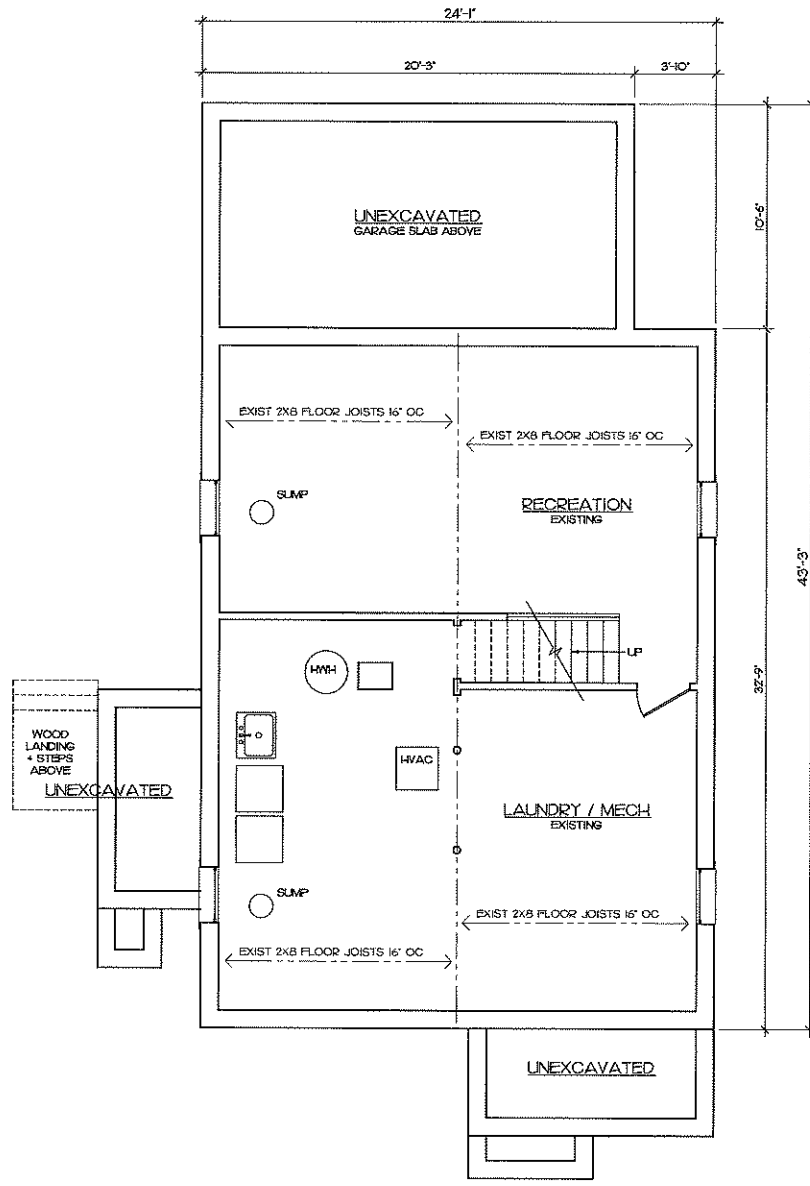 24'-1"
20'-3"
3'-10"
UNEXCAVATED
GARAGE SLAB ABOVE
10'-6"
EXIST 2X8 FLOOR JOISTS 16" OC
EXIST 2X8 FLOOR JOISTS 16" OC
SUMP
RECREATION
EXISTING
43'-3"
UP
HWH
32'-9"
WOOD
LANDING
+ STEPS
ABOVE
UNEXCAVATED
HVAC
LAUNDRY / MECH
EXISTING
SUMP
EXIST 2X8 FLOOR JOISTS 16" OC
EXIST 2X8 FLOOR JOISTS 16" OC
UNEXCAVATED